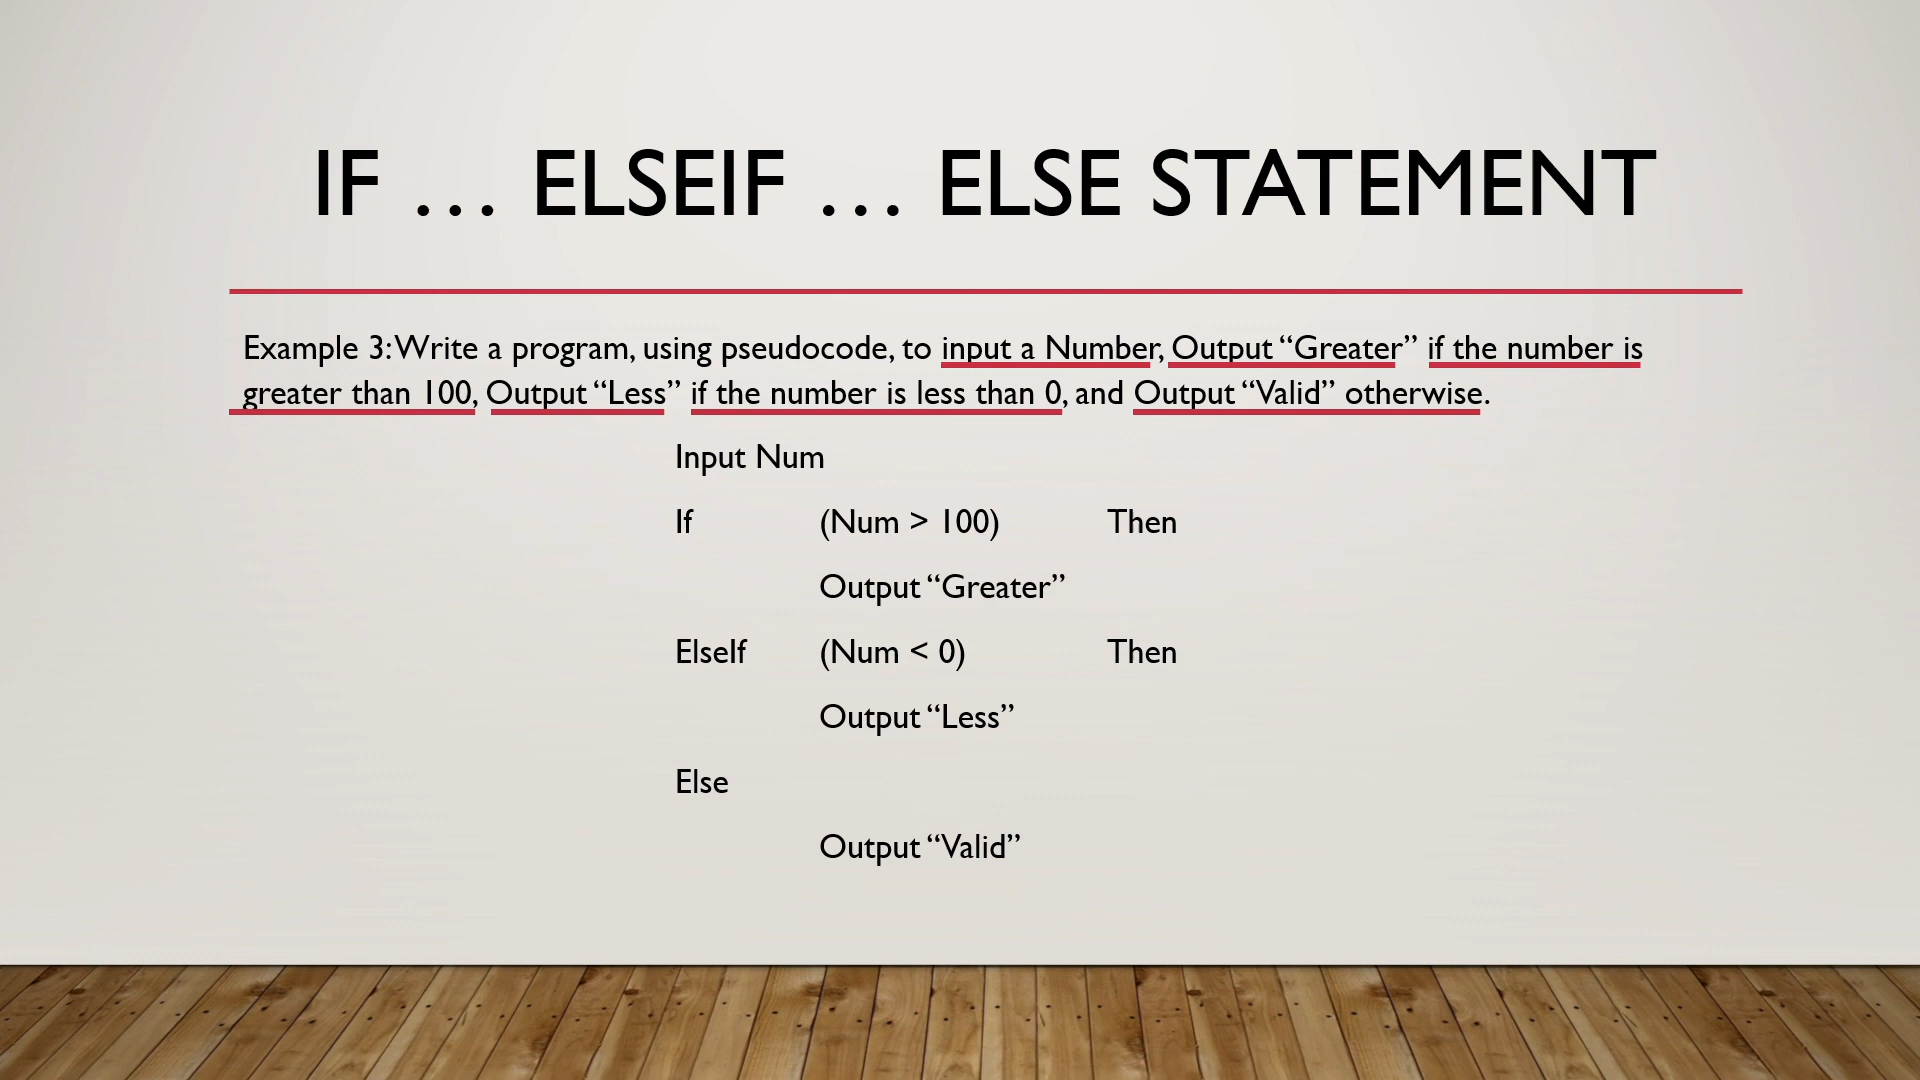 IF … ELSEIF … ELSE STATEMENT
Example 3: Write a program, using pseudocode, to input a Number, Output “Greater” if the number is
greater than 100, Output “Less” if the number is less than 0, and Output “Valid” otherwise.
Input Num
If (Num > 100) Then
Output “Greater”
ElseIf (Num < 0) Then
Output “Less”
Else
Output “Valid”